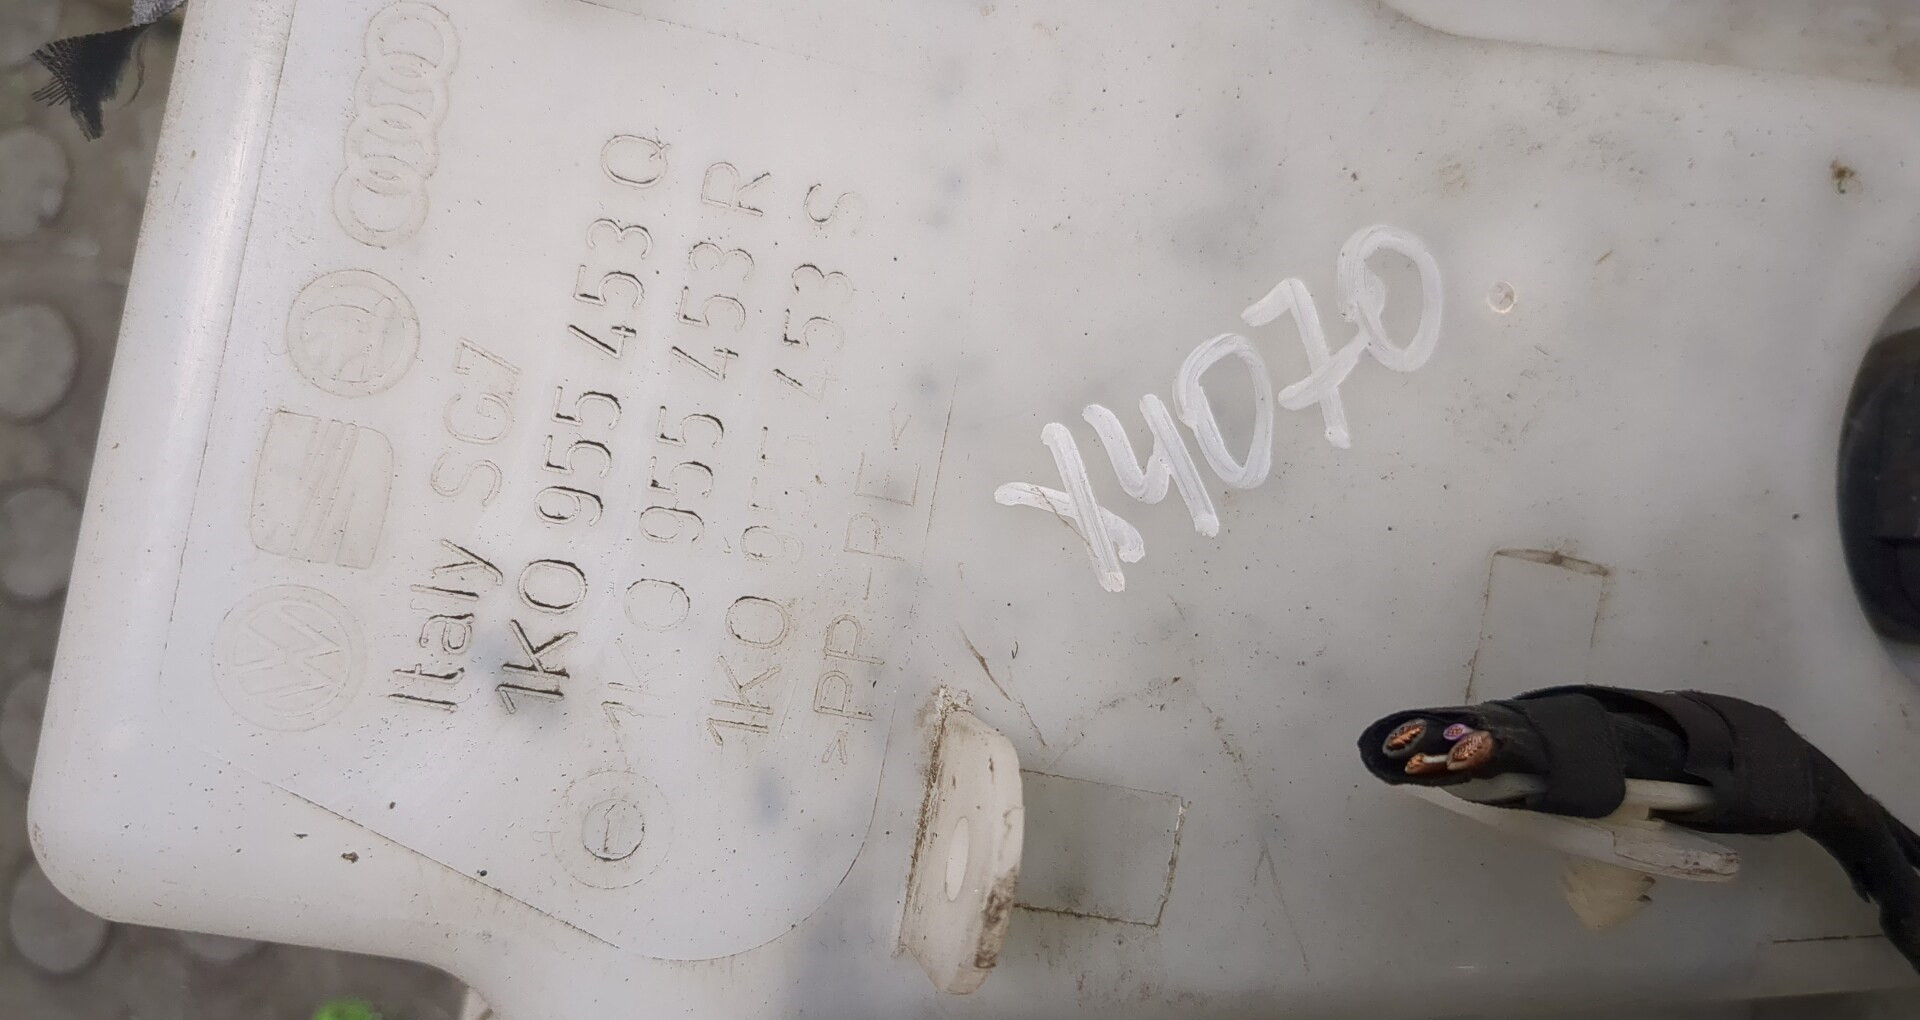 Italy SG7
1K0 955 453 Q
1K0 955 453 R
1K0 955 453 S
>PP-PE<
X4070